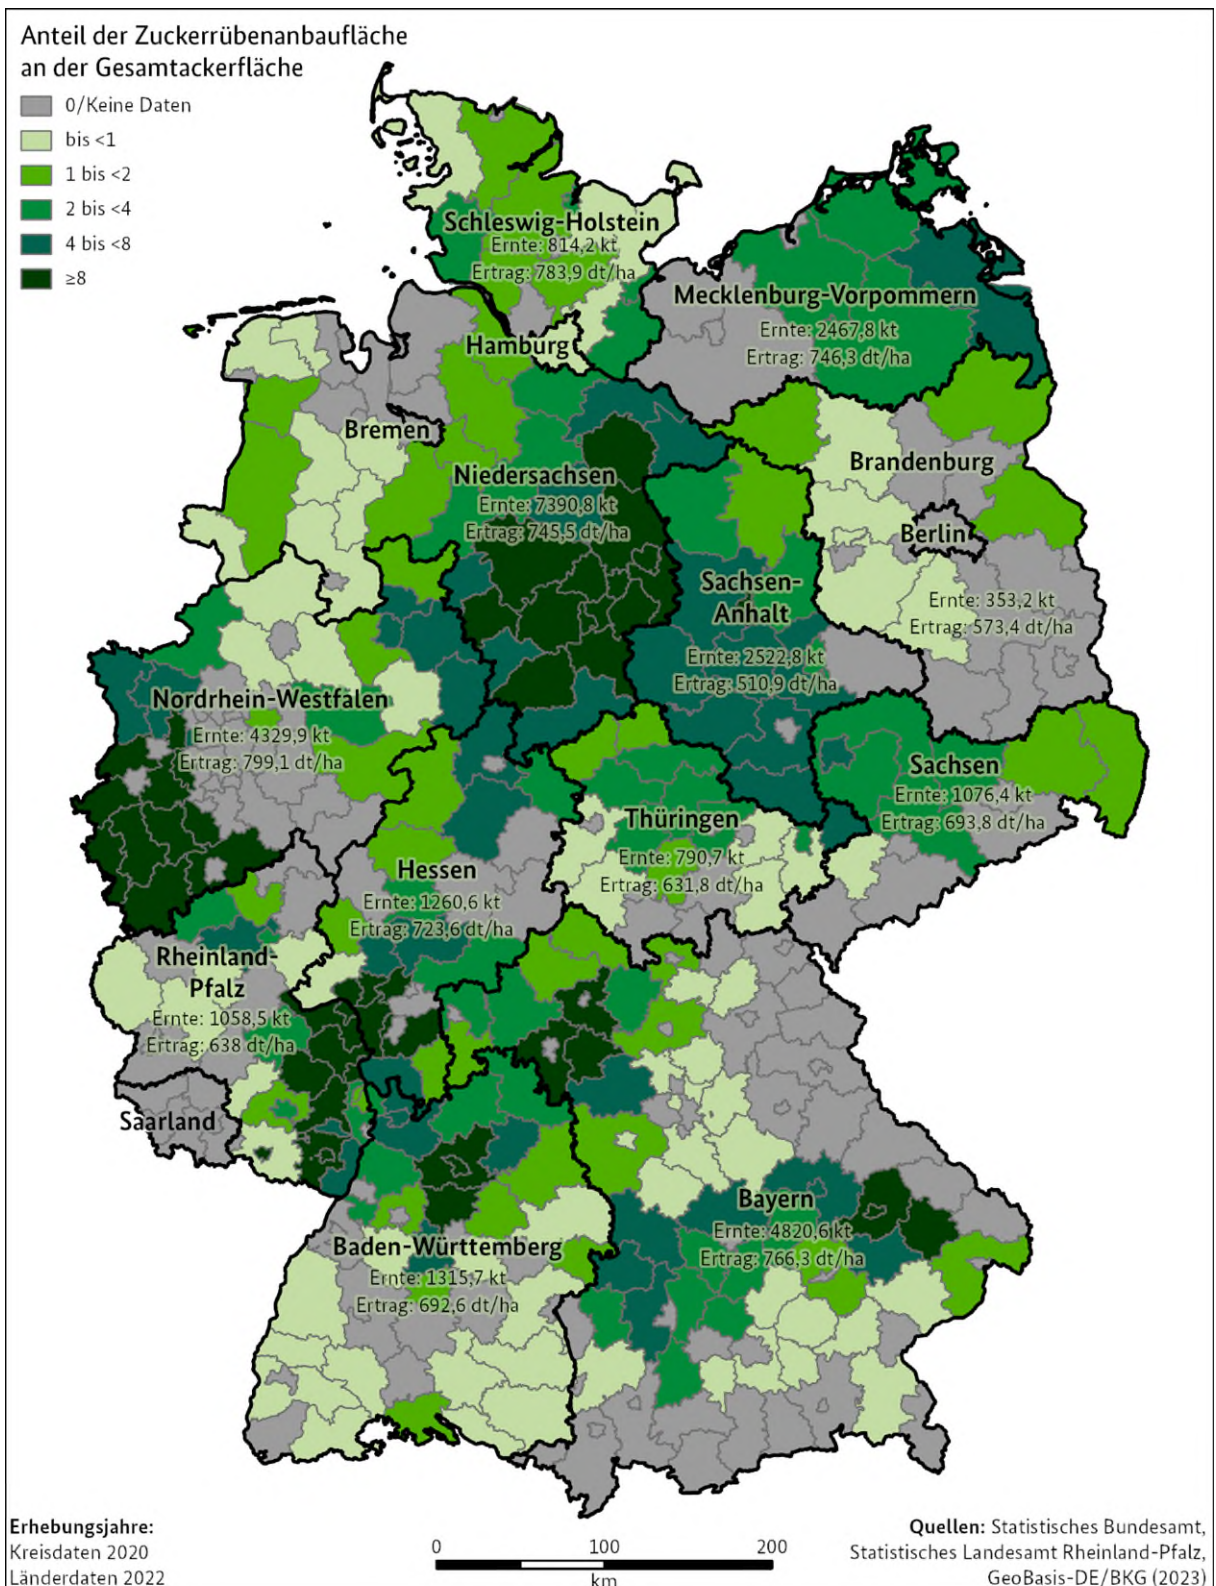 Anteil der Zuckerrübenanbaufläche
an der Gesamtackerfläche
0/Keine Daten
bis <1
1 bis <2
2 bis <4
4 bis <8
≥8
Schleswig-Holstein
Ernte: 814,2 kt
Ertrag: 783,9 dt/ha
Mecklenburg-Vorpommern
Ernte: 2467,8 kt
Ertrag: 746,3 dt/ha
Hamburg
Bremen
Niedersachsen
Ernte: 7390,8 kt
Ertrag: 745,5 dt/ha
Brandenburg
Berlin
Ernte: 353,2 kt
Ertrag: 573,4 dt/ha
Sachsen-
Anhalt
Ernte: 2522,8 kt
Ertrag: 510,9 dt/ha
Nordrhein-Westfalen
Ernte: 4329,9 kt
Ertrag: 799,1 dt/ha
Sachsen
Ernte: 1076,4 kt
Ertrag: 693,8 dt/ha
Thüringen
Ernte: 790,7 kt
Ertrag: 631,8 dt/ha
Hessen
Ernte: 1260,6 kt
Ertrag: 723,6 dt/ha
Rheinland-
Pfalz
Ernte: 1058,5 kt
Ertrag: 638 dt/ha
Saarland
Bayern
Ernte: 4820,6 kt
Ertrag: 766,3 dt/ha
Baden-Württemberg
Ernte: 1315,7 kt
Ertrag: 692,6 dt/ha
Erhebungsjahre:
Kreisdaten 2020
Länderdaten 2022
0 100 200
km
Quellen: Statistisches Bundesamt,
Statistisches Landesamt Rheinland-Pfalz,
GeoBasis-DE/BKG (2023)